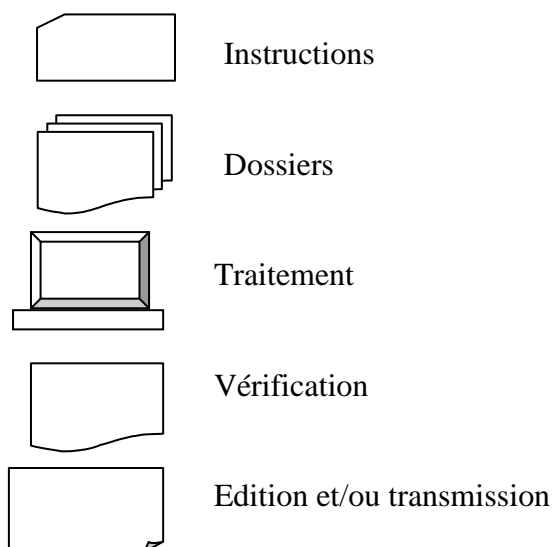 Instructions
Dossiers
Traitement
Vérification
Edition et/ou transmission